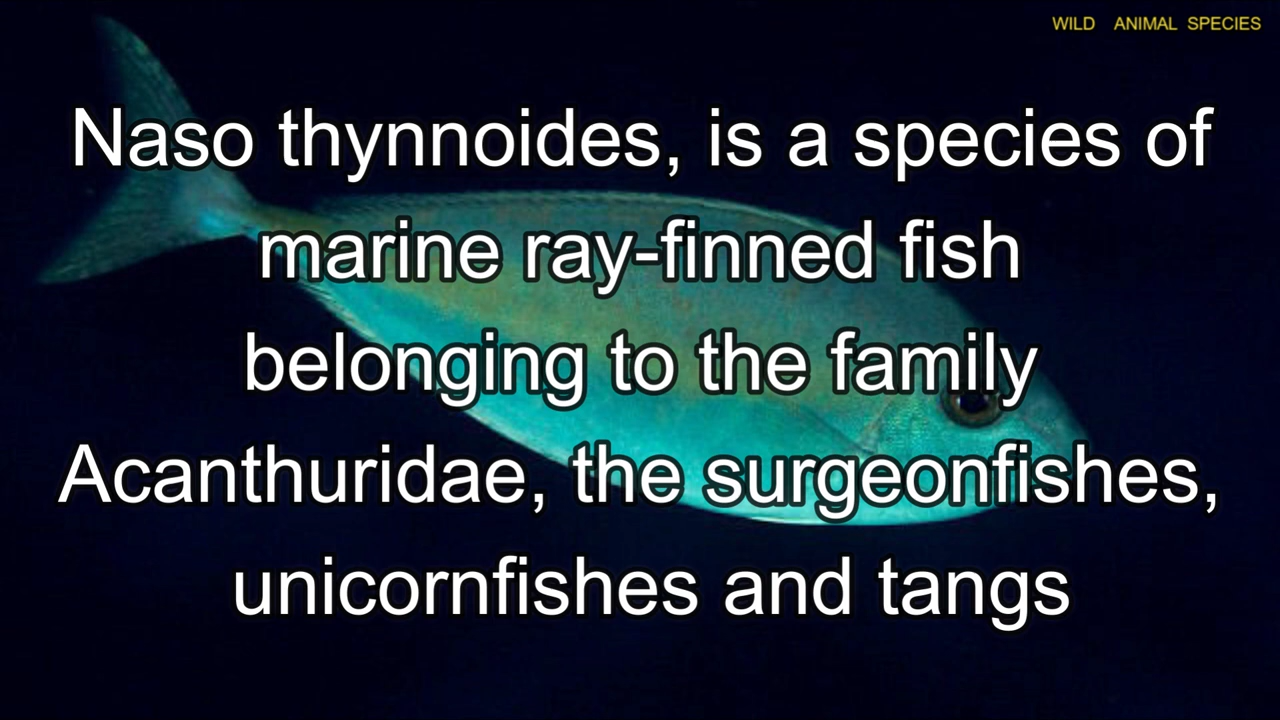 WILD ANIMAL SPECIES
Naso thynnoides, is a species of
marine ray-finned fish
belonging to the family
Acanthuridae, the surgeonfishes,
unicornfishes and tangs